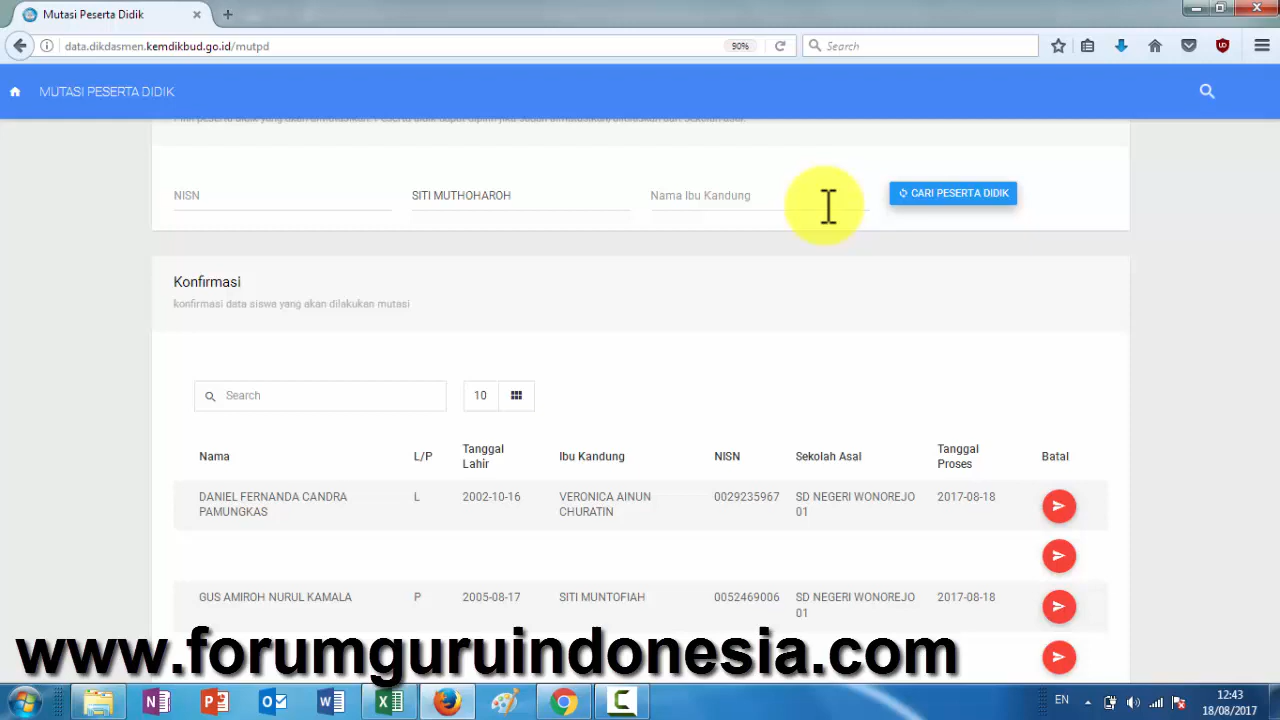 Mutasi Peserta Didik
data.dikdasmen.kemdikbud.go.id/mutpd
90%
Search
MUTASI PESERTA DIDIK
NISN
SITI MUTHOHAROH
Nama Ibu Kandung
CARI PESERTA DIDIK
Konfirmasi
konfirmasi data siswa yang akan dilakukan mutasi
Search
10
Nama L/P Tanggal Lahir Ibu Kandung NISN Sekolah Asal Tanggal Proses Batal
DANIEL FERNANDA CANDRA PAMUNGKAS L 2002-10-16 VERONICA AINUN CHURATIN 0029235967 SD NEGERI WONOREJO 01 2017-08-18
GUS AMIROH NURUL KAMALA P 2005-08-17 SITI MUNTOFIAH 0052469006 SD NEGERI WONOREJO 01 2017-08-18
www.forumguruindonesia.com
EN
12:43
18/08/2017